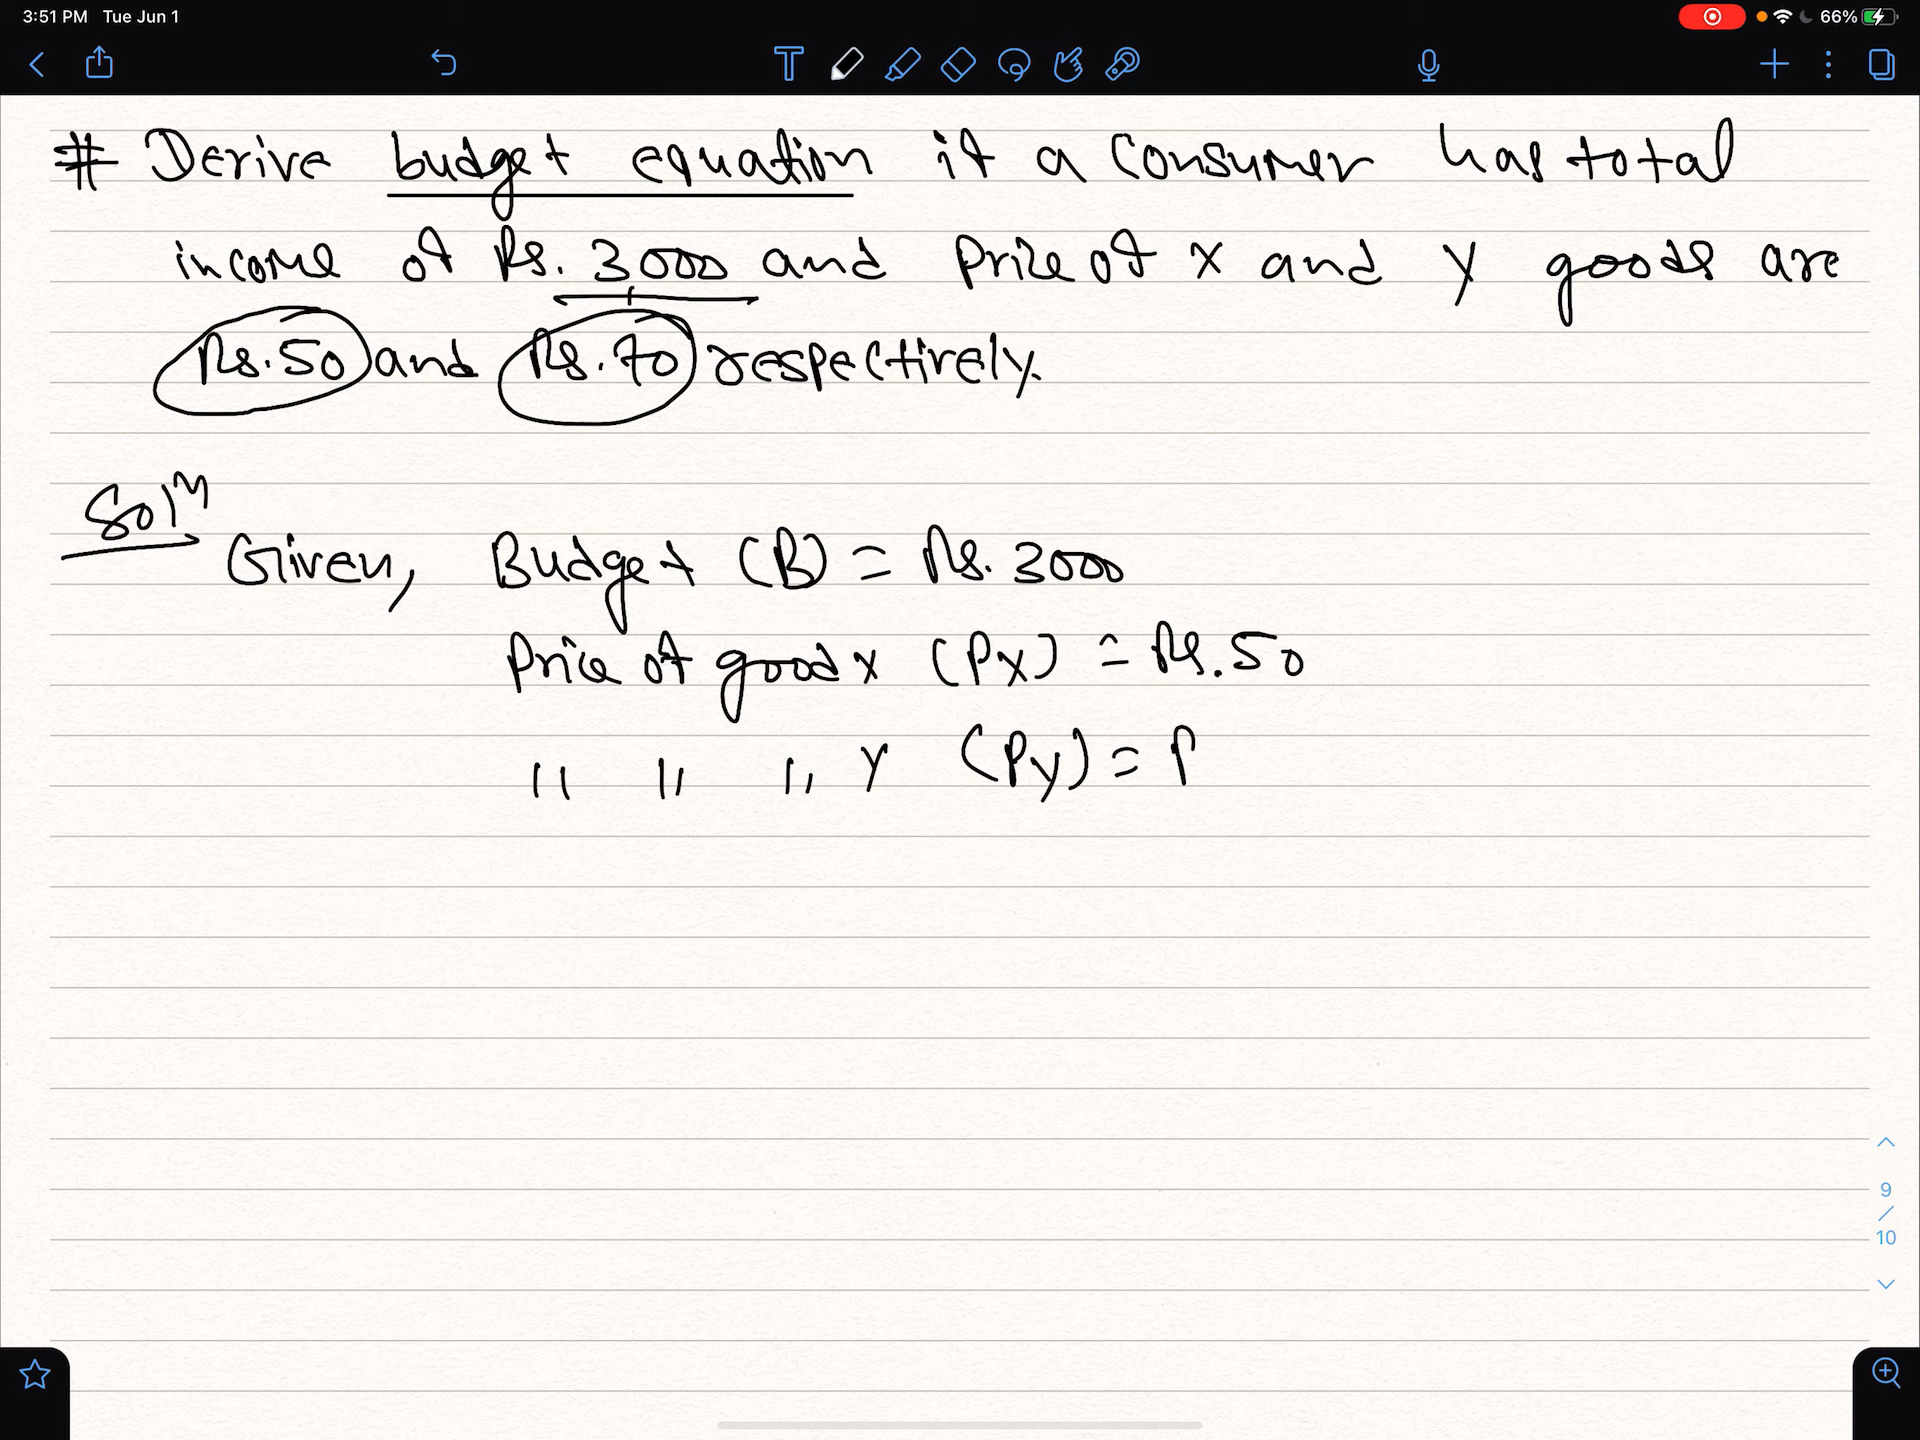 3:51 PM Tue Jun 1
66%
# Derive budget equation if a consumer has total
income of Rs. 3000 and price of x and y goods are
Rs. 50 and Rs. 70 respectively.
Soln
Given, Budget (B) = Rs. 3000
Price of good x (Px) = Rs. 50
" " " Y (Py) = P
9
/
10